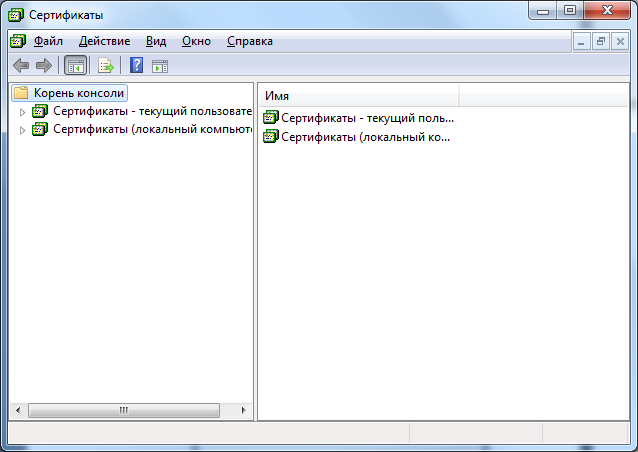 Сертификаты
Файл Действие Вид Окно Справка
Корень консоли
Сертификаты - текущий пользовате
Сертификаты (локальный компьюте
Имя
Сертификаты - текущий поль...
Сертификаты (локальный ко...